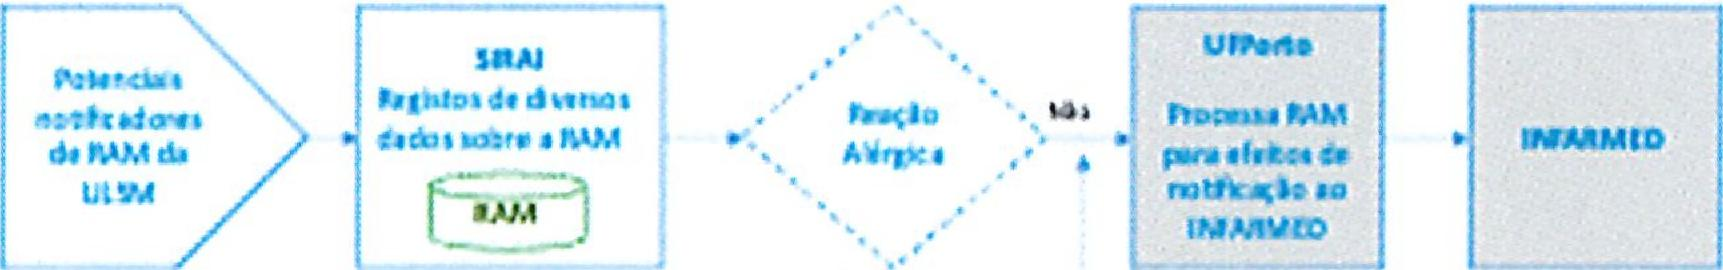 Potenciais
notificadores
de RAM da
ULSM
SIRAI
Registos de diversos
dados sobre a RAM
RAM
Reação
Alérgica
Não
UFPorto
Processa RAM
para efeitos de
notificação ao
INFARMED
INFARMED